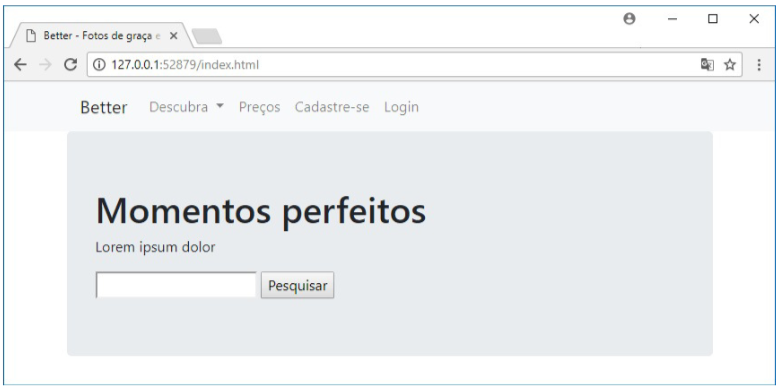 Better - Fotos de graça e
127.0.0.1:52879/index.html
Better Descubra Preços Cadastre-se Login
Momentos perfeitos
Lorem ipsum dolor
Pesquisar